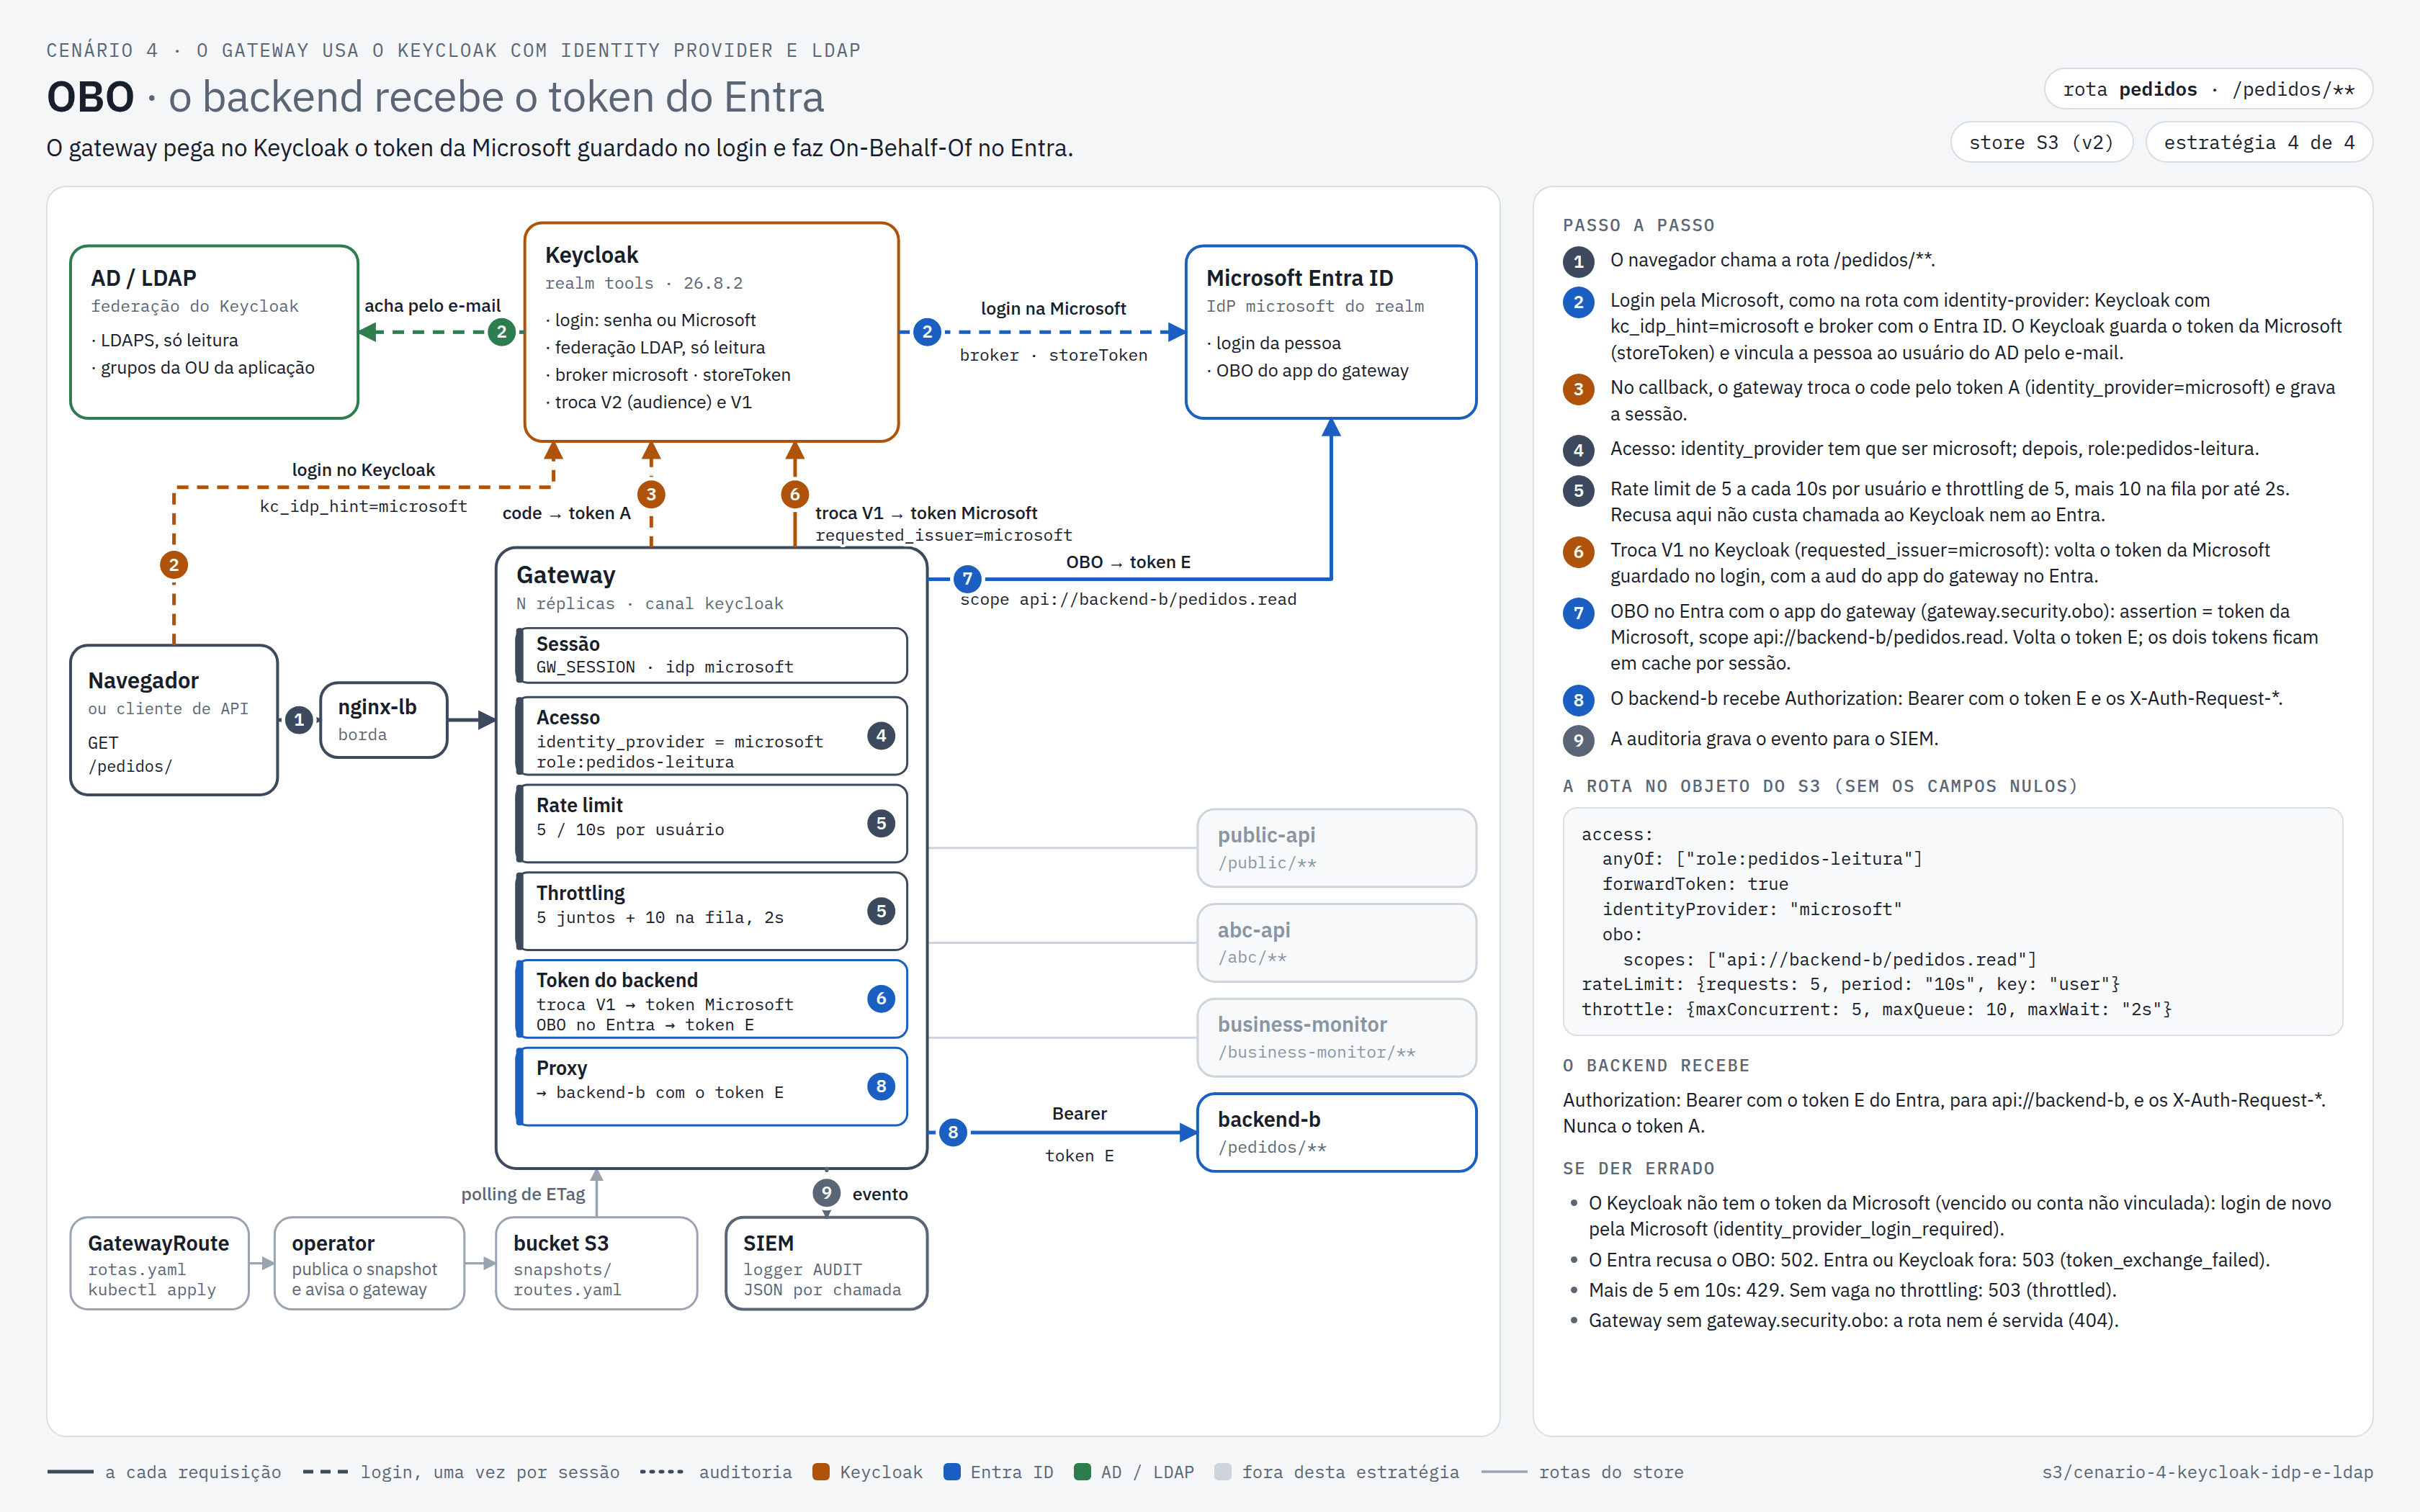 CENÁRIO 4 · O GATEWAY USA O KEYCLOAK COM IDENTITY PROVIDER E LDAP
OBO · o backend recebe o token do Entra
O gateway pega no Keycloak o token da Microsoft guardado no login e faz On-Behalf-Of no Entra.
rota pedidos · /pedidos/**
store S3 (v2)
estratégia 4 de 4
AD / LDAP
federação do Keycloak
· LDAPS, só leitura
· grupos da OU da aplicação
acha pelo e-mail
2
Keycloak
realm tools · 26.8.2
· login: senha ou Microsoft
· federação LDAP, só leitura
· broker microsoft · storeToken
· troca V2 (audience) e V1
login na Microsoft
2
broker · storeToken
Microsoft Entra ID
IdP microsoft do realm
· login da pessoa
· OBO do app do gateway
login no Keycloak
kc_idp_hint=microsoft
2
code → token A
3
6
troca V1 → token Microsoft
requested_issuer=microsoft
OBO → token E
7
scope api://backend-b/pedidos.read
Navegador
ou cliente de API
GET
/pedidos/
1
nginx-lb
borda
Gateway
N réplicas · canal keycloak
Sessão
GW_SESSION · idp microsoft
Acesso
identity_provider = microsoft
role:pedidos-leitura
4
Rate limit
5 / 10s por usuário
5
Throttling
5 juntos + 10 na fila, 2s
5
Token do backend
troca V1 → token Microsoft
OBO no Entra → token E
6
Proxy
→ backend-b com o token E
8
public-api
/public/**
abc-api
/abc/**
business-monitor
/business-monitor/**
8
Bearer
token E
backend-b
/pedidos/**
polling de ETag
9
evento
GatewayRoute
rotas.yaml
kubectl apply
operator
publica o snapshot
e avisa o gateway
bucket S3
snapshots/
routes.yaml
SIEM
logger AUDIT
JSON por chamada
PASSO A PASSO
1 O navegador chama a rota /pedidos/**.
2 Login pela Microsoft, como na rota com identity-provider: Keycloak com
kc_idp_hint=microsoft e broker com o Entra ID. O Keycloak guarda o token da Microsoft
(storeToken) e vincula a pessoa ao usuário do AD pelo e-mail.
3 No callback, o gateway troca o code pelo token A (identity_provider=microsoft) e grava
a sessão.
4 Acesso: identity_provider tem que ser microsoft; depois, role:pedidos-leitura.
5 Rate limit de 5 a cada 10s por usuário e throttling de 5, mais 10 na fila por até 2s.
Recusa aqui não custa chamada ao Keycloak nem ao Entra.
6 Troca V1 no Keycloak (requested_issuer=microsoft): volta o token da Microsoft
guardado no login, com a aud do app do gateway no Entra.
7 OBO no Entra com o app do gateway (gateway.security.obo): assertion = token da
Microsoft, scope api://backend-b/pedidos.read. Volta o token E; os dois tokens ficam
em cache por sessão.
8 O backend-b recebe Authorization: Bearer com o token E e os X-Auth-Request-*.
9 A auditoria grava o evento para o SIEM.
A ROTA NO OBJETO DO S3 (SEM OS CAMPOS NULOS)
access:
anyOf: ["role:pedidos-leitura"]
forwardToken: true
identityProvider: "microsoft"
obo:
scopes: ["api://backend-b/pedidos.read"]
rateLimit: {requests: 5, period: "10s", key: "user"}
throttle: {maxConcurrent: 5, maxQueue: 10, maxWait: "2s"}
O BACKEND RECEBE
Authorization: Bearer com o token E do Entra, para api://backend-b, e os X-Auth-Request-*.
Nunca o token A.
SE DER ERRADO
• O Keycloak não tem o token da Microsoft (vencido ou conta não vinculada): login de novo
pela Microsoft (identity_provider_login_required).
• O Entra recusa o OBO: 502. Entra ou Keycloak fora: 503 (token_exchange_failed).
• Mais de 5 em 10s: 429. Sem vaga no throttling: 503 (throttled).
• Gateway sem gateway.security.obo: a rota nem é servida (404).
a cada requisição
login, uma vez por sessão
auditoria
Keycloak
Entra ID
AD / LDAP
fora desta estratégia
rotas do store
s3/cenario-4-keycloak-idp-e-ldap